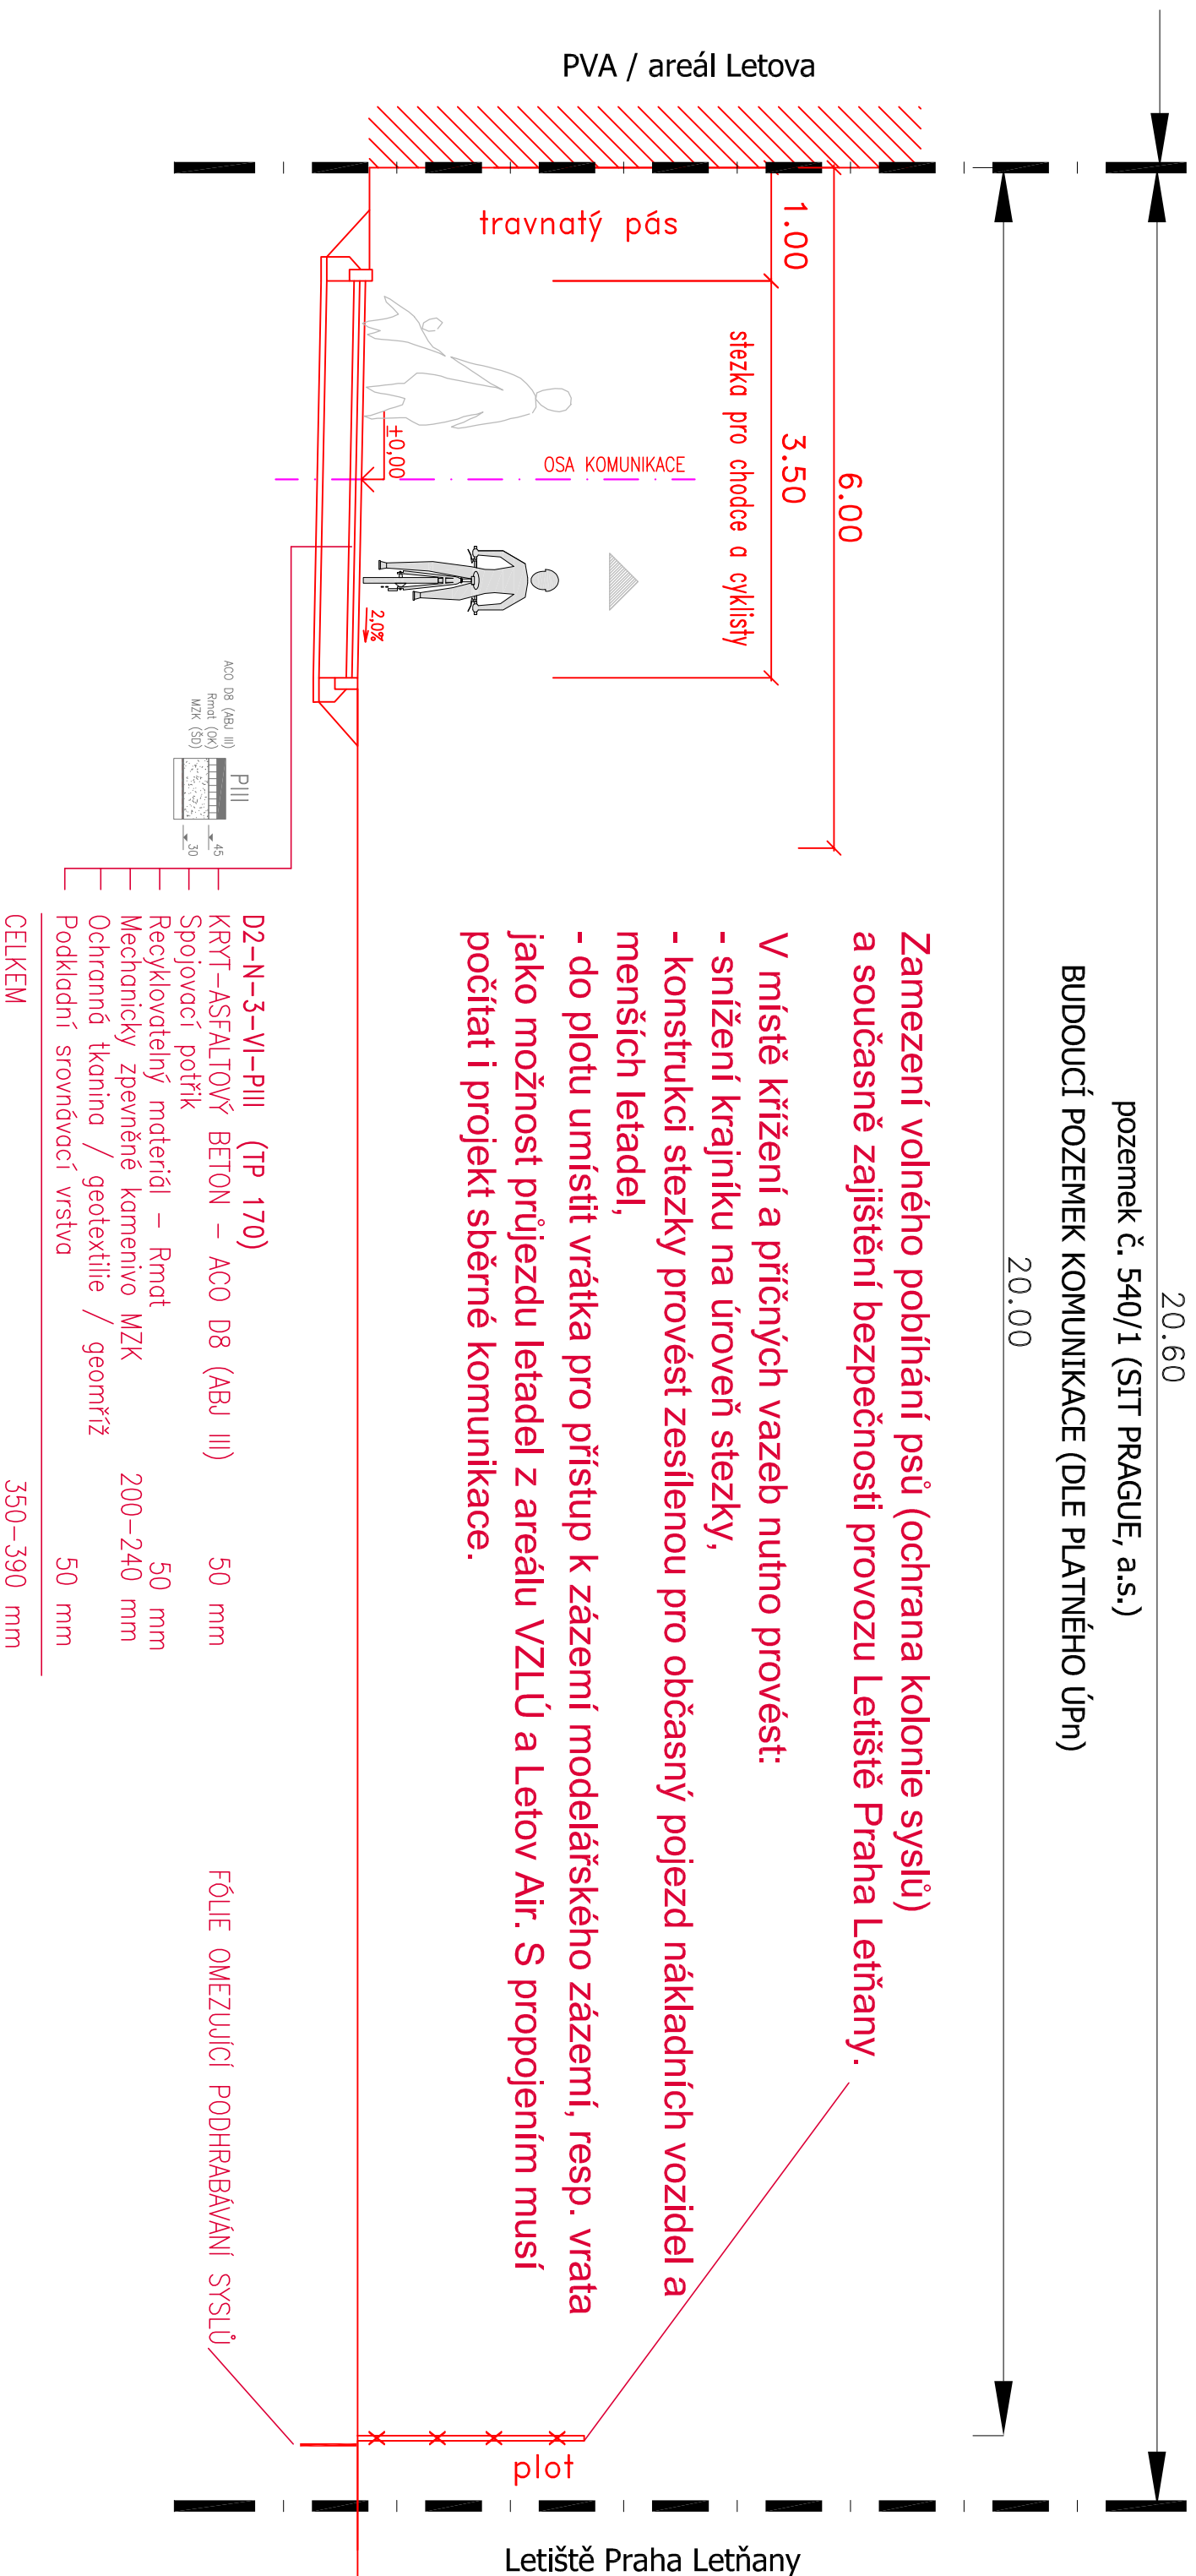 20.60
pozemek č. 540/1 (SIT PRAGUE, a.s.)
BUDOUCÍ POZEMEK KOMUNIKACE (DLE PLATNÉHO ÚPn)
20.00
PVA / areál Letova
6.00
1.00
3.50
stezka pro chodce a cyklisty
travnatý pás
OSA KOMUNIKACE
±0,00
2,0%
Zamezení volného pobíhání psů (ochrana kolonie syslů)
a současně zajištění bezpečnosti provozu Letiště Praha Letňany.
V místě křížení a příčných vazeb nutno provést:
- snížení krajníku na úroveň stezky,
- konstrukci stezky provést zesílenou pro občasný pojezd nákladních vozidel a
menších letadel,
- do plotu umístit vrátka pro přístup k zázemí modelářského zázemí, resp. vrata
jako možnost průjezdu letadel z areálu VZLÚ a Letov Air. S propojením musí
počítat i projekt sběrné komunikace.
plot
Letiště Praha Letňany
PIII
ACO D8 (ABJ III)
Rmat (OK)
MZK (ŠD)
45
30
D2-N-3-VI-PIII (TP 170)
KRYT-ASFALTOVÝ BETON - ACO D8 (ABJ III) 50 mm
Spojovací potřik
Recyklovatelný materiál - Rmat 50 mm
Mechanicky zpevněné kamenivo MZK 200-240 mm
Ochranná tkanina / geotextilie / geomříž
Podkladní srovnávací vrstva 50 mm
CELKEM 350-390 mm
FÓLIE OMEZUJÍCÍ PODHRABÁVÁNÍ SYSLŮ